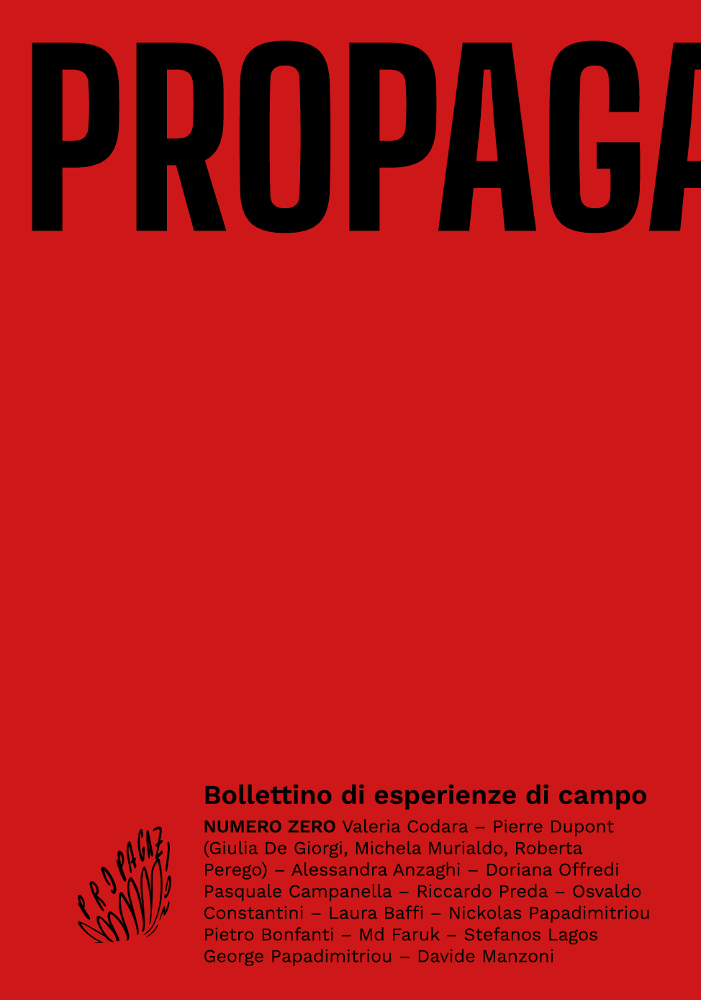 PROPAGA
Bollettino di esperienze di campo
NUMERO ZERO Valeria Codara – Pierre Dupont
(Giulia De Giorgi, Michela Murialdo, Roberta
Perego) – Alessandra Anzaghi – Doriana Offredi
Pasquale Campanella – Riccardo Preda – Osvaldo
Constantini – Laura Baffi – Nickolas Papadimitriou
Pietro Bonfanti – Md Faruk – Stefanos Lagos
George Papadimitriou – Davide Manzoni
PROPAGAZION